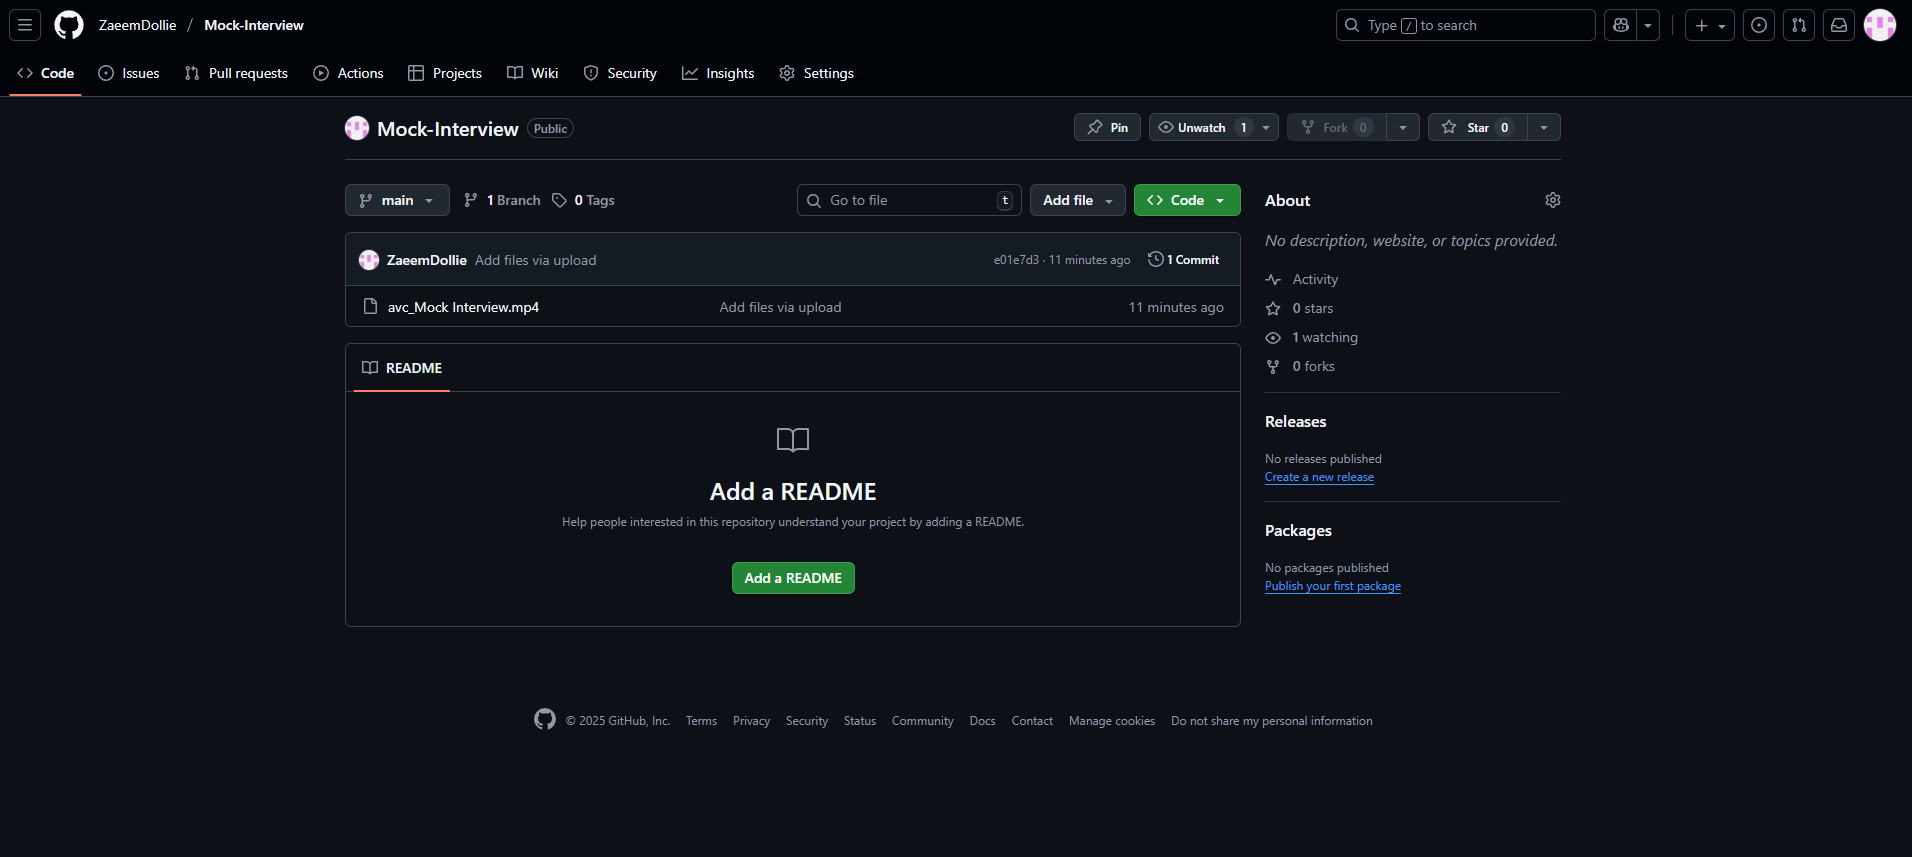 ZaeemDollie / Mock-Interview
Type / to search
Code Issues Pull requests Actions Projects Wiki Security Insights Settings
Mock-Interview Public
Pin Unwatch 1 Fork 0 Star 0
main 1 Branch 0 Tags Go to file t Add file Code
ZaeemDollie Add files via upload e01e7d3 · 11 minutes ago 1 Commit
avc_Mock Interview.mp4 Add files via upload 11 minutes ago
README
Add a README
Help people interested in this repository understand your project by adding a README.
Add a README
About
No description, website, or topics provided.
Activity
0 stars
1 watching
0 forks
Releases
No releases published
Create a new release
Packages
No packages published
Publish your first package
© 2025 GitHub, Inc. Terms Privacy Security Status Community Docs Contact Manage cookies Do not share my personal information